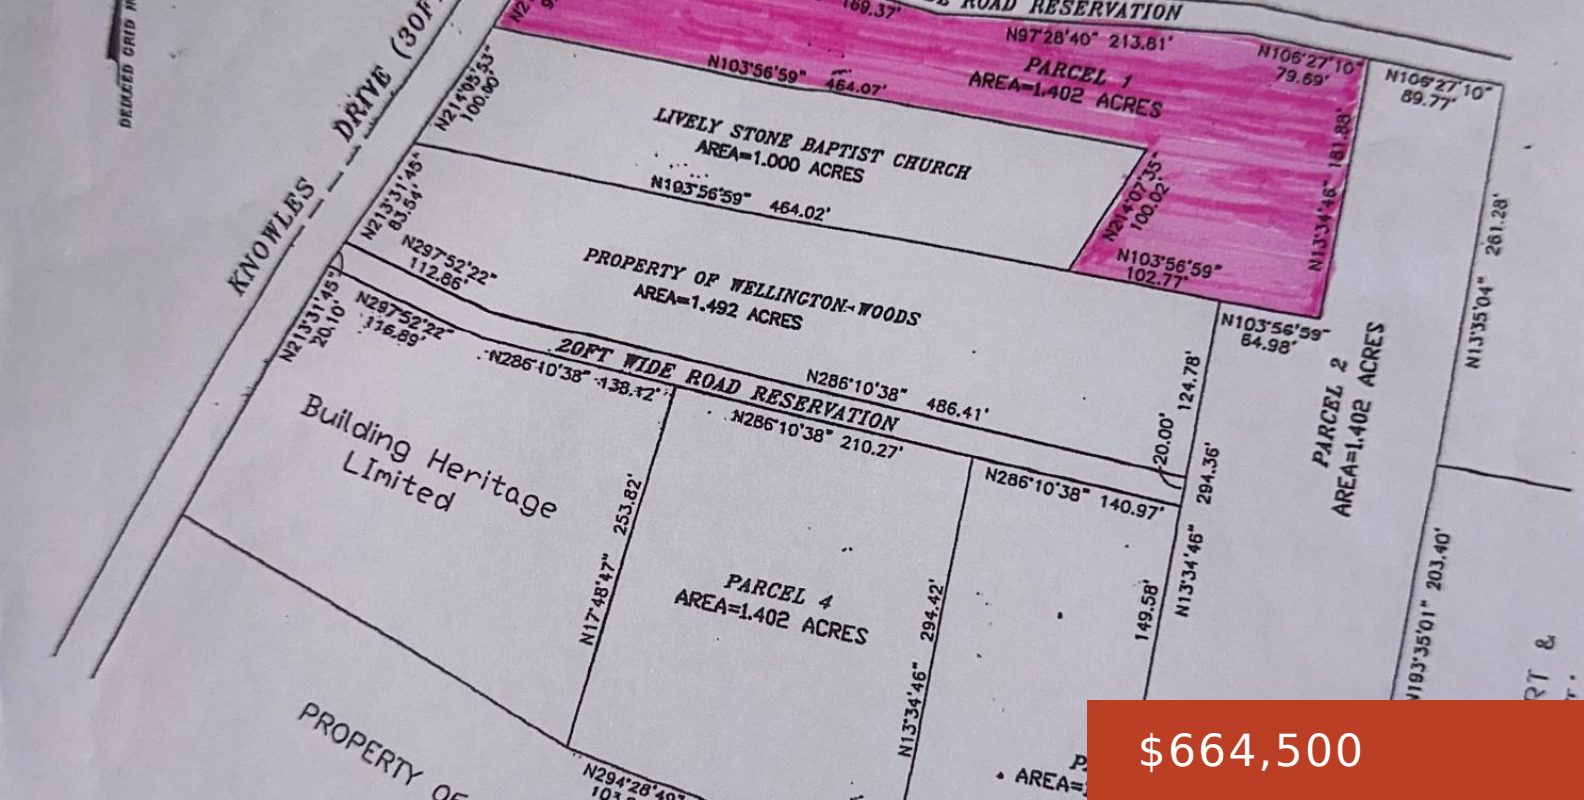 ROAD RESERVATION
169.37'
N97°28'40" 213.81'
N106°27'10"
79.69'
N106°27'10"
89.77'
PARCEL 1
AREA=1.402 ACRES
DRIVE (30F
N214°05'53"
100.00'
N103°56'59" 464.07'
LIVELY STONE BAPTIST CHURCH
AREA=1.000 ACRES
N214°07'35"
100.02'
N13°34'46" 181.88'
N103°56'59" 464.02'
N213°31'45"
83.54'
KNOWLES
N297°52'22"
112.86'
PROPERTY OF WELLINGTON-WOODS
AREA=1.492 ACRES
N103°56'59"
102.77'
N13°35'04" 261.28'
N103°56'59"
64.98'
N213°31'45"
20.10'
N297°52'22"
116.89'
20FT WIDE ROAD RESERVATION
N286°10'38" 138.12'
N286°10'38" 486.41'
124.78'
PARCEL 2
AREA=1.402 ACRES
N286°10'38" 210.27'
20.00'
294.36'
N13°34'46"
N286°10'38" 140.97'
Building Heritage
LImited
N17°48'47" 253.82'
PARCEL 4
AREA=1.402 ACRES
N13°34'46" 294.42'
149.58'
N193°35'01" 203.40'
PROPERTY OF
N294°28'49"
AREA=1
RT &
$664,500